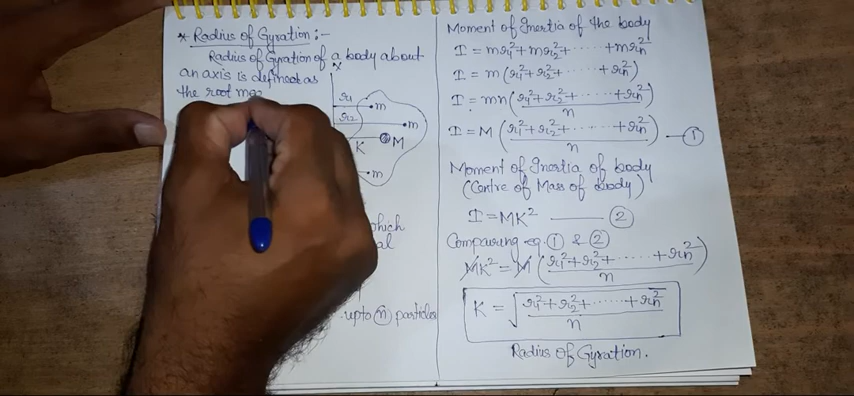 * Radius of Gyration :-
Radius of Gyration of a body about
an axis is defined as
the root mea
r1
m
r2
m
K
M
m
which
al
upto n particles
Moment of Inertia of the body
I = mr1² + mr2² + ...... + mrn²
I = m (r1² + r2² + ...... + rn²)
I = mn (r1² + r2² + ...... + rn²)
n
I = M (r1² + r2² + ...... + rn²) — 1
n
Moment of Inertia of body
(Centre of Mass of body)
I = MK² — 2
Comparing eq. 1 & 2
MK² = M (r1² + r2² + ...... + rn²)
n
K = √ r1² + r2² + ...... + rn²
n
Radius of Gyration.